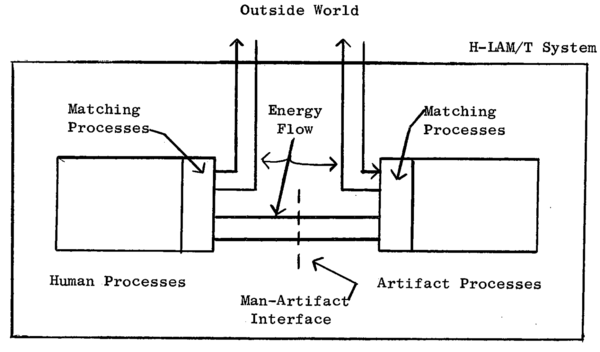 Outside World
H-LAM/T System
Matching
Processes
Energy
Flow
Matching
Processes
Human Processes
Man-Artifact
Interface
Artifact Processes